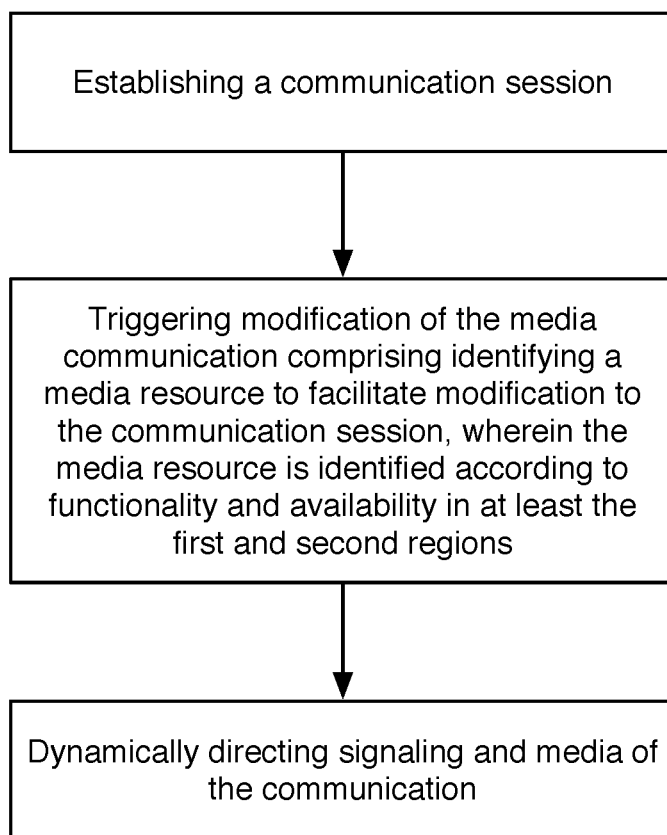 Establishing a communication session
Triggering modification of the media
communication comprising identifying a
media resource to facilitate modification to
the communication session, wherein the
media resource is identified according to
functionality and availability in at least the
first and second regions
Dynamically directing signaling and media of
the communication